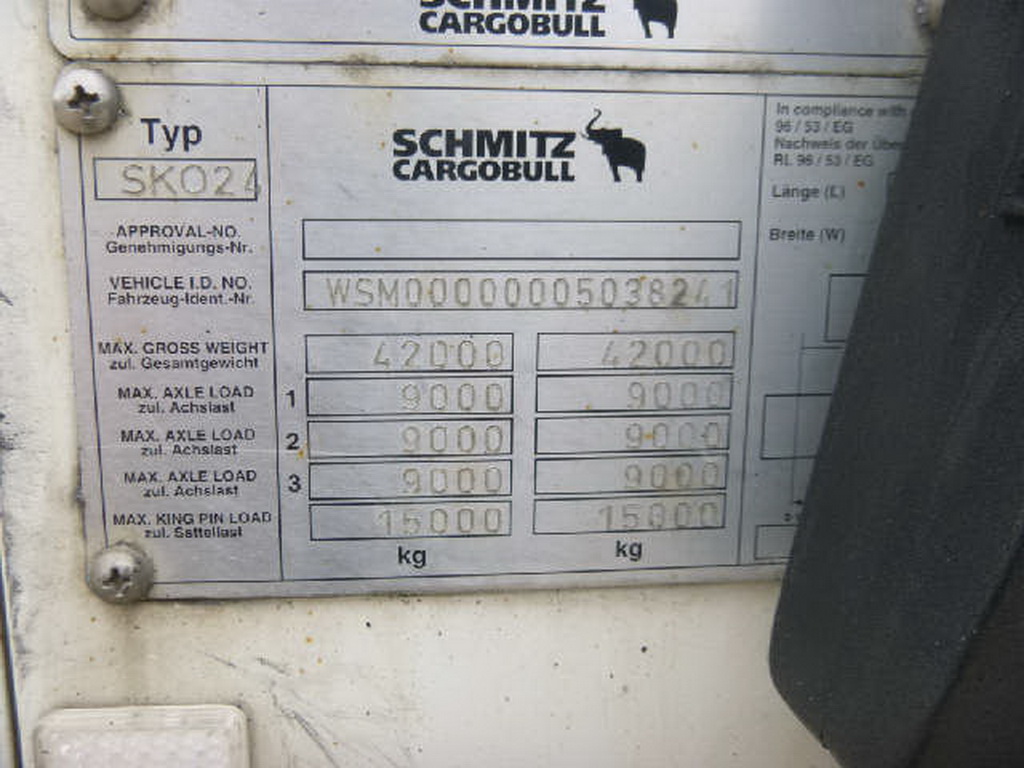 SCHMITZ
CARGOBULL
Typ
SKO24
SCHMITZ
CARGOBULL
In compliance with
96 / 53 / EG
Nachweis der
RL 96 / 53 / EG
Länge (L)
Breite (W)
APPROVAL-NO.
Genehmigungs-Nr.
VEHICLE I.D. NO.
Fahrzeug-Ident.-Nr.
WSM00000005038241
MAX. GROSS WEIGHT
zul. Gesamtgewicht
42000 42000
MAX. AXLE LOAD
zul. Achslast
1 9000 9000
MAX. AXLE LOAD
zul. Achslast
2 9000 9000
MAX. AXLE LOAD
zul. Achslast
3 9000 9000
MAX. KING PIN LOAD
zul. Sattellast
15000 15000
kg kg